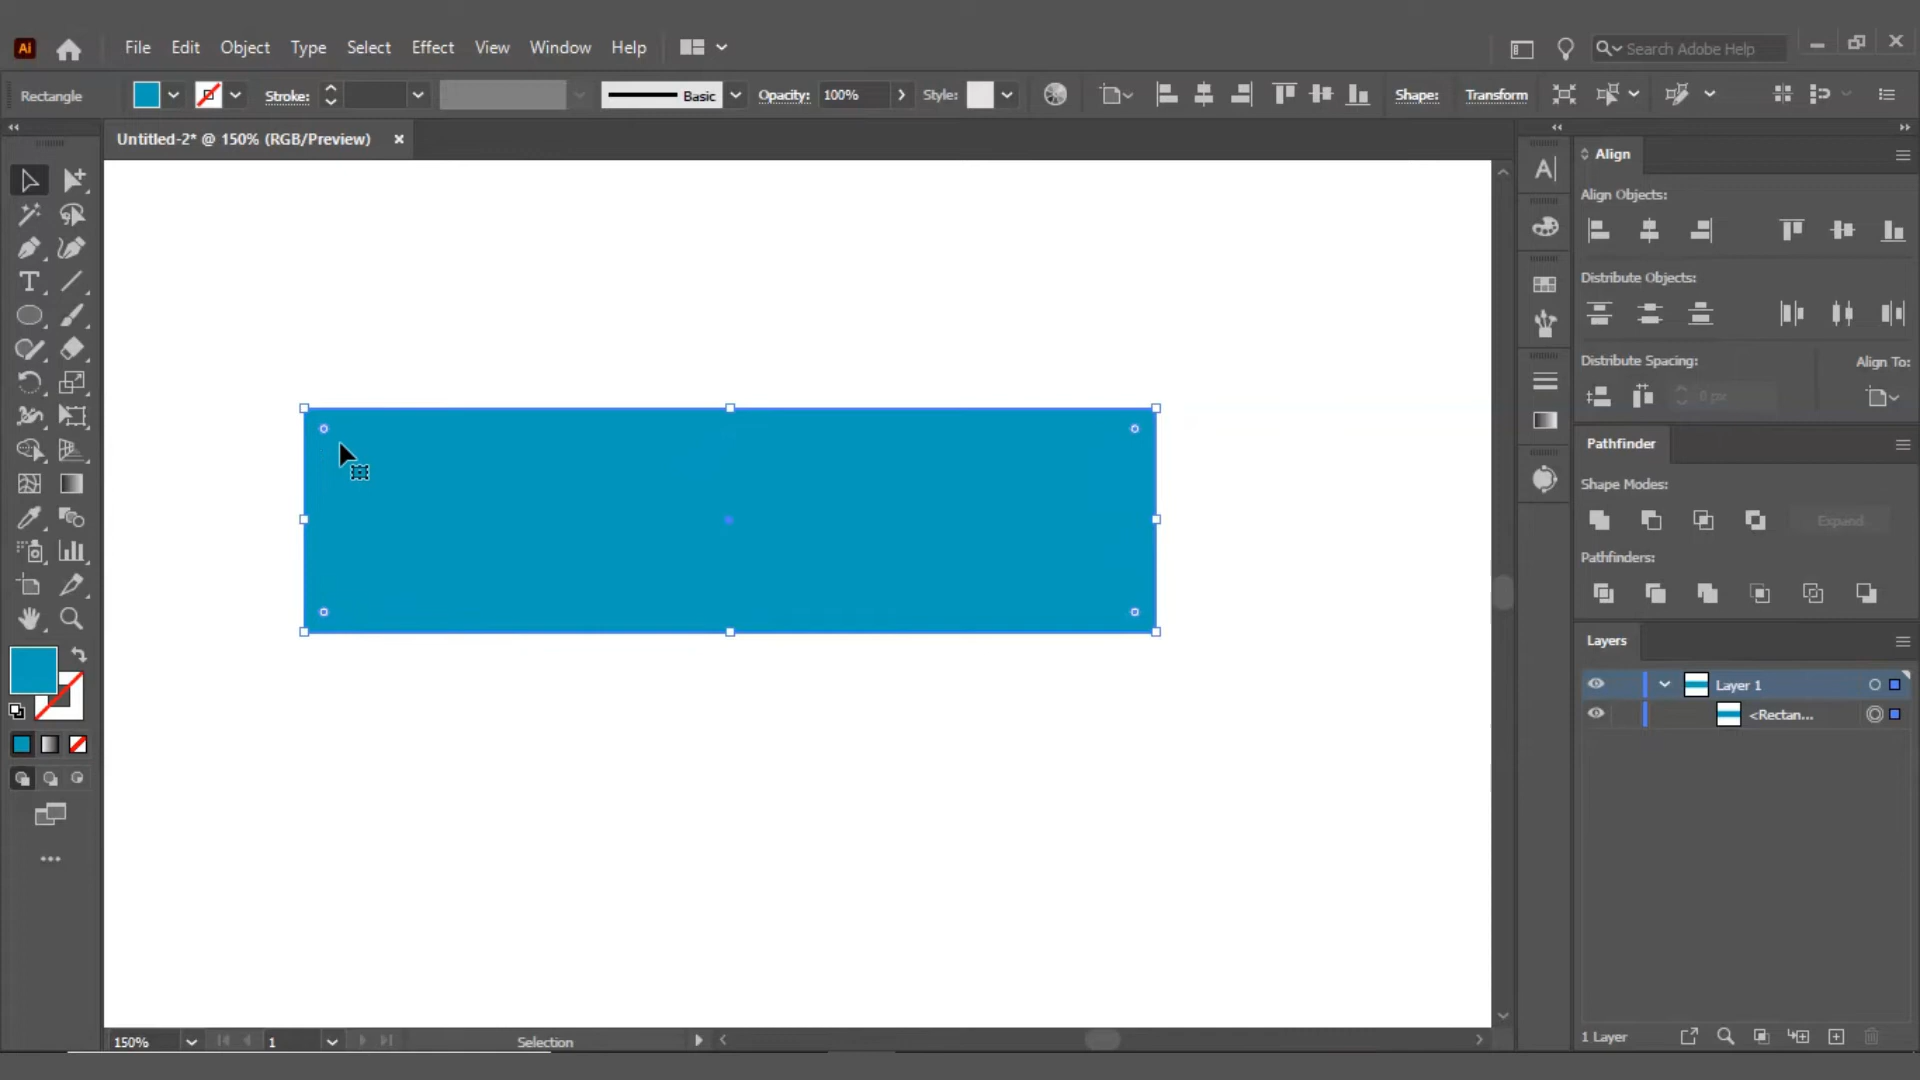 Ai File Edit Object Type Select Effect View Window Help Search Adobe Help
Rectangle Stroke: Basic Opacity: 100% Style: Shape: Transform
Untitled-2* @ 150% (RGB/Preview)
Align
Align Objects:
Distribute Objects:
Distribute Spacing: Align To:
0 px
Pathfinder
Shape Modes:
Expand
Pathfinders:
Layers
Layer 1
<Rectan...
1 Layer
150% 1 Selection